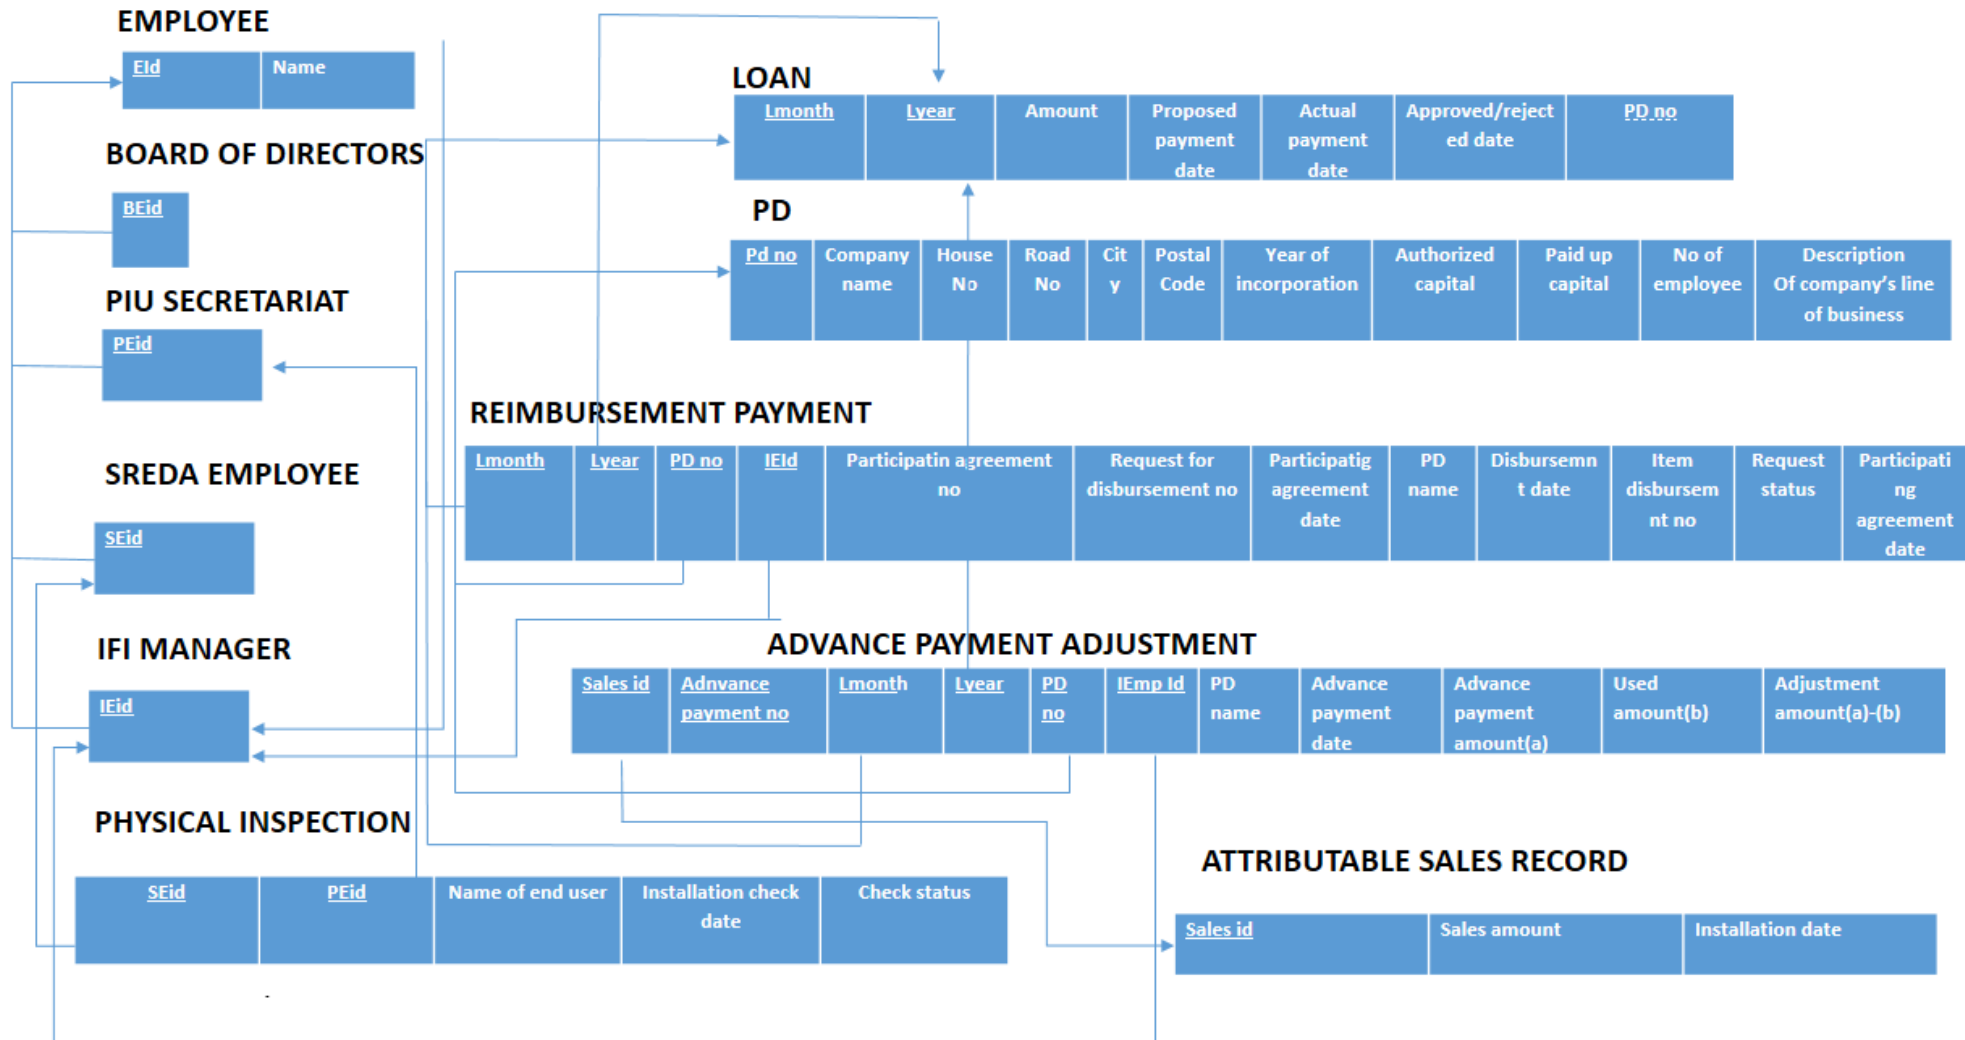 EMPLOYEE
EId Name
BOARD OF DIRECTORS
BEid
PIU SECRETARIAT
PEid
SREDA EMPLOYEE
SEid
IFI MANAGER
IEid
PHYSICAL INSPECTION
SEid PEid Name of end user Installation check
date Check status
LOAN
Lmonth Lyear Amount Proposed
payment
date Actual
payment
date Approved/reject
ed date PD no
PD
Pd no Company
name House
No Road
No Cit
y Postal
Code Year of
incorporation Authorized
capital Paid up
capital No of
employee Description
Of company's line
of business
REIMBURSEMENT PAYMENT
Lmonth Lyear PD no IEId Participatin agreement
no Request for
disbursement no Participatig
agreement
date PD
name Disbursemn
t date Item
disbursem
nt no Request
status Participati
ng
agreement
date
ADVANCE PAYMENT ADJUSTMENT
Sales id Adnvance
payment no Lmonth Lyear PD
no IEmp Id PD
name Advance
payment
date Advance
payment
amount(a) Used
amount(b) Adjustment
amount(a)-(b)
ATTRIBUTABLE SALES RECORD
Sales id Sales amount Installation date